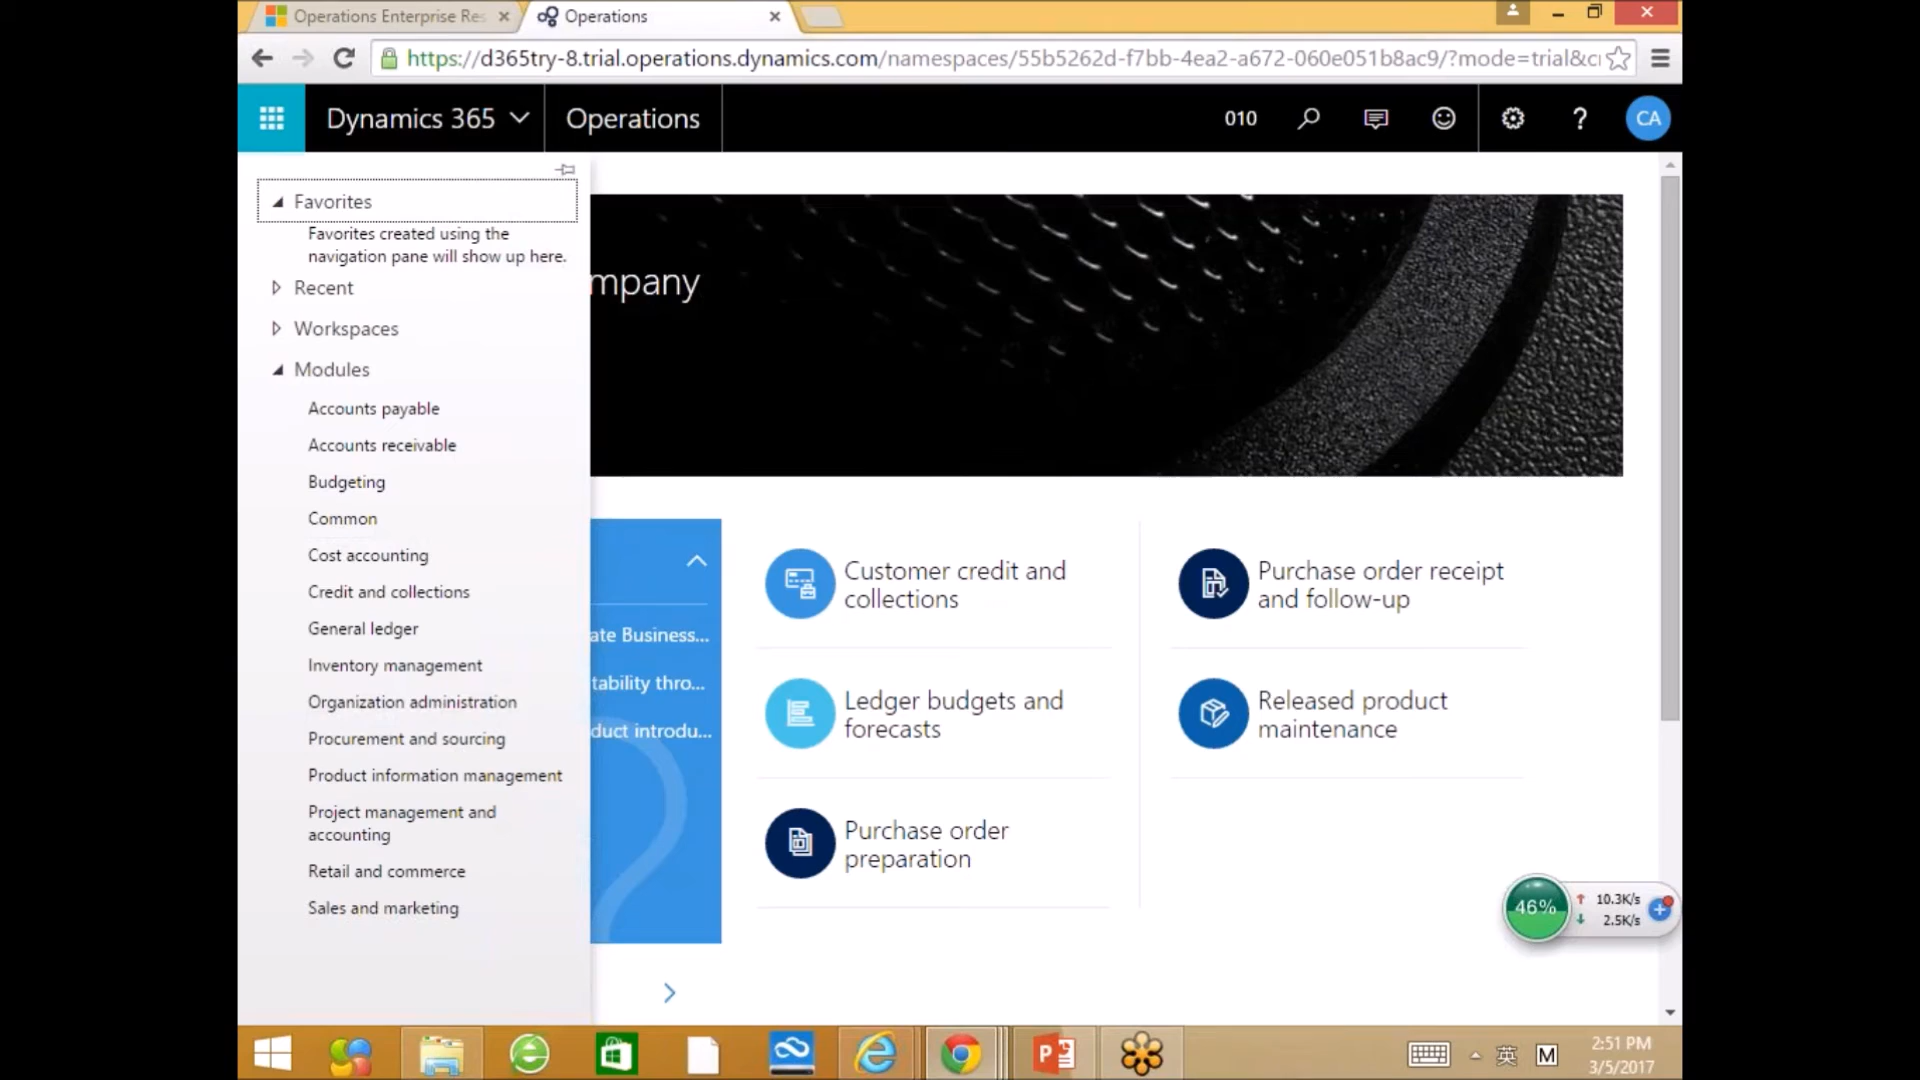 Operations Enterprise Res
Operations
https://d365try-8.trial.operations.dynamics.com/namespaces/55b5262d-f7bb-4ea2-a672-060e051b8ac9/?mode=trial&c
Dynamics 365
Operations
010
?
CA
Favorites
Favorites created using the
navigation pane will show up here.
Recent
Workspaces
Modules
Accounts payable
Accounts receivable
Budgeting
Common
Cost accounting
Credit and collections
General ledger
Inventory management
Organization administration
Procurement and sourcing
Product information management
Project management and
accounting
Retail and commerce
Sales and marketing
mpany
ate Business...
tability thro...
duct introdu...
Customer credit and
collections
Ledger budgets and
forecasts
Purchase order
preparation
Purchase order receipt
and follow-up
Released product
maintenance
46%
10.3K/s
2.5K/s
英
M
2:51 PM
3/5/2017